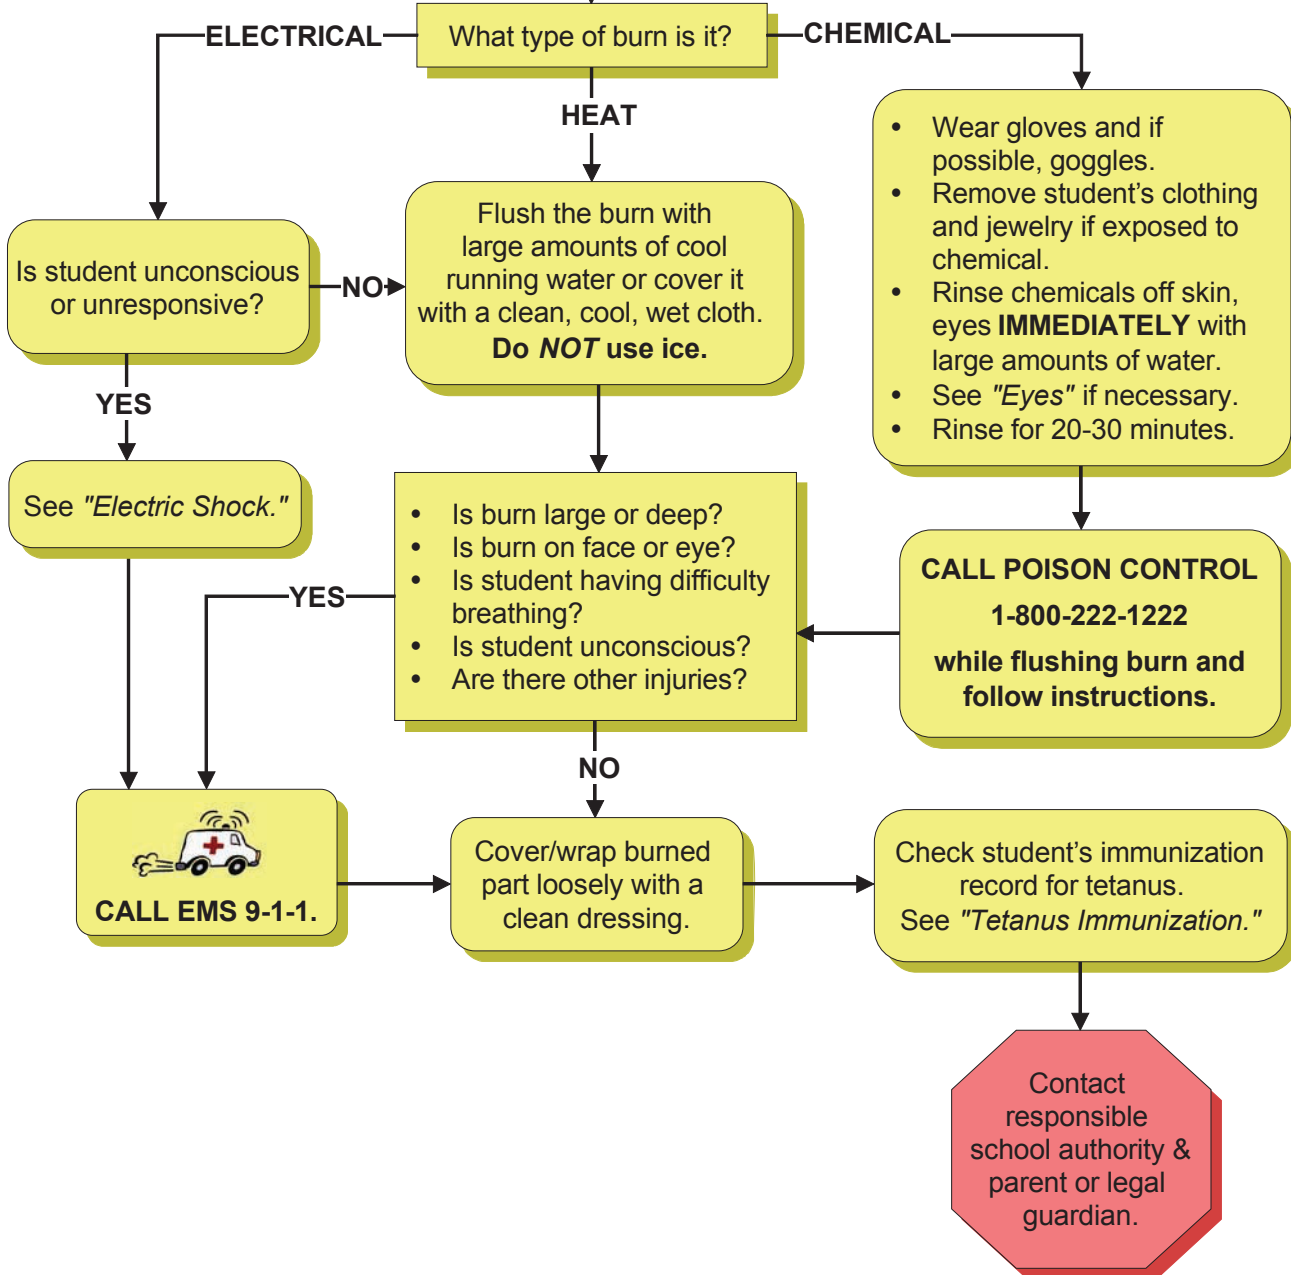 What type of burn is it?
ELECTRICAL
CHEMICAL
HEAT
• Wear gloves and if
possible, goggles.
• Remove student’s clothing
and jewelry if exposed to
chemical.
• Rinse chemicals off skin,
eyes IMMEDIATELY with
large amounts of water.
• See "Eyes" if necessary.
• Rinse for 20-30 minutes.
Is student unconscious
or unresponsive?
NO
Flush the burn with
large amounts of cool
running water or cover it
with a clean, cool, wet cloth.
Do NOT use ice.
YES
See "Electric Shock."
• Is burn large or deep?
• Is burn on face or eye?
• Is student having difficulty
breathing?
• Is student unconscious?
• Are there other injuries?
YES
CALL POISON CONTROL
1-800-222-1222
while flushing burn and
follow instructions.
NO
CALL EMS 9-1-1.
Cover/wrap burned
part loosely with a
clean dressing.
Check student’s immunization
record for tetanus.
See "Tetanus Immunization."
Contact
responsible
school authority &
parent or legal
guardian.